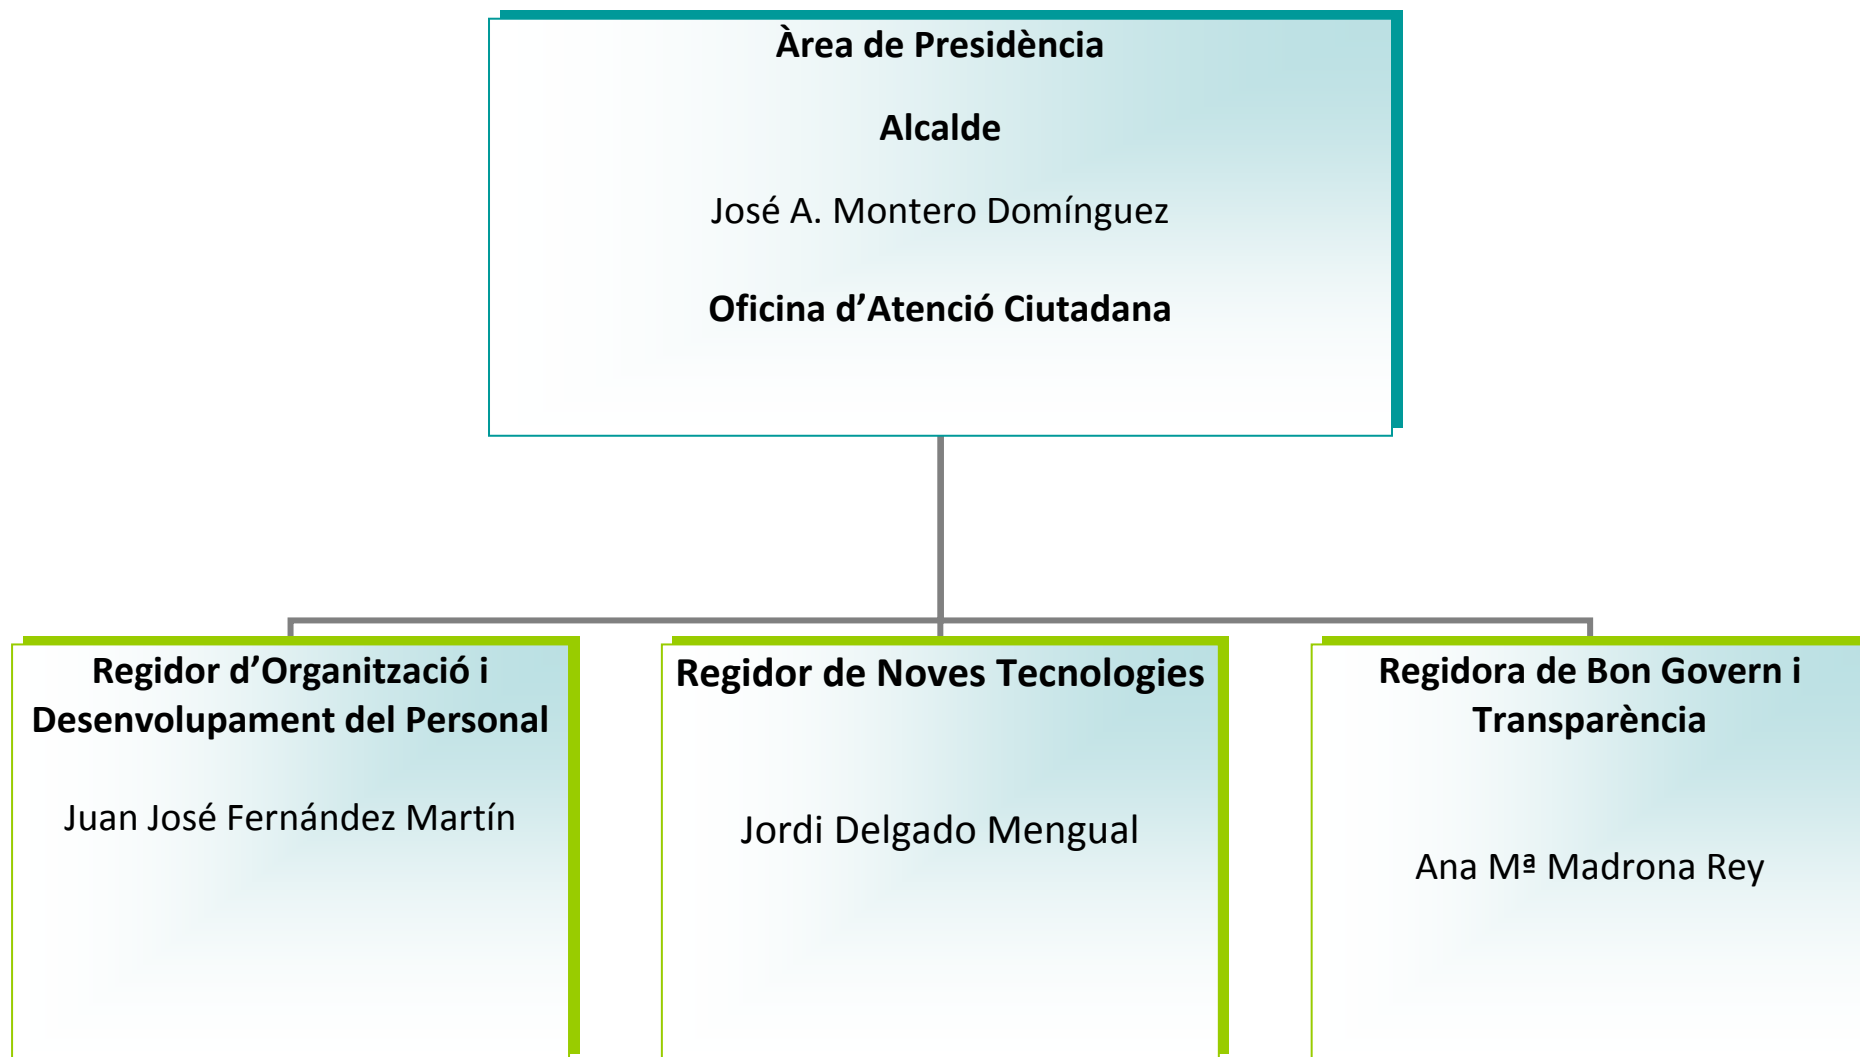 Àrea de Presidència
Alcalde
José A. Montero Domínguez
Oficina d’Atenció Ciutadana
Regidor d’Organització i
Desenvolupament del Personal
Juan José Fernández Martín
Regidor de Noves Tecnologies
Jordi Delgado Mengual
Regidora de Bon Govern i
Transparència
Ana Mª Madrona Rey